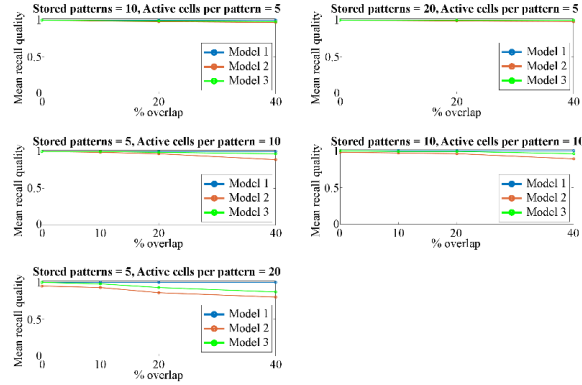 Stored patterns = 10, Active cells per pattern = 5
Mean recall quality
1
0.5
0
0
20
40
% overlap
Model 1
Model 2
Model 3
Stored patterns = 20, Active cells per pattern = 5
Mean recall quality
1
0.5
0
0
20
40
% overlap
Model 1
Model 2
Model 3
Stored patterns = 5, Active cells per pattern = 10
Mean recall quality
1
0.5
0
0
10
20
40
% overlap
Model 1
Model 2
Model 3
Stored patterns = 10, Active cells per pattern = 10
Mean recall quality
1
0.5
0
0
10
20
40
% overlap
Model 1
Model 2
Model 3
Stored patterns = 5, Active cells per pattern = 20
Mean recall quality
1
0.5
0
0
10
20
40
% overlap
Model 1
Model 2
Model 3